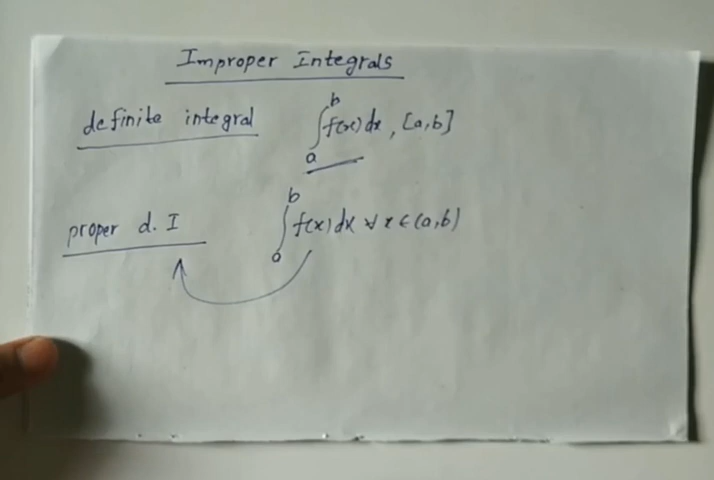 Improper Integrals
definite integral ∫ₐᵇ f(x) dx, [a,b]
proper d. I ∫ₐᵇ f(x) dx ∀ x ∈ (a,b)